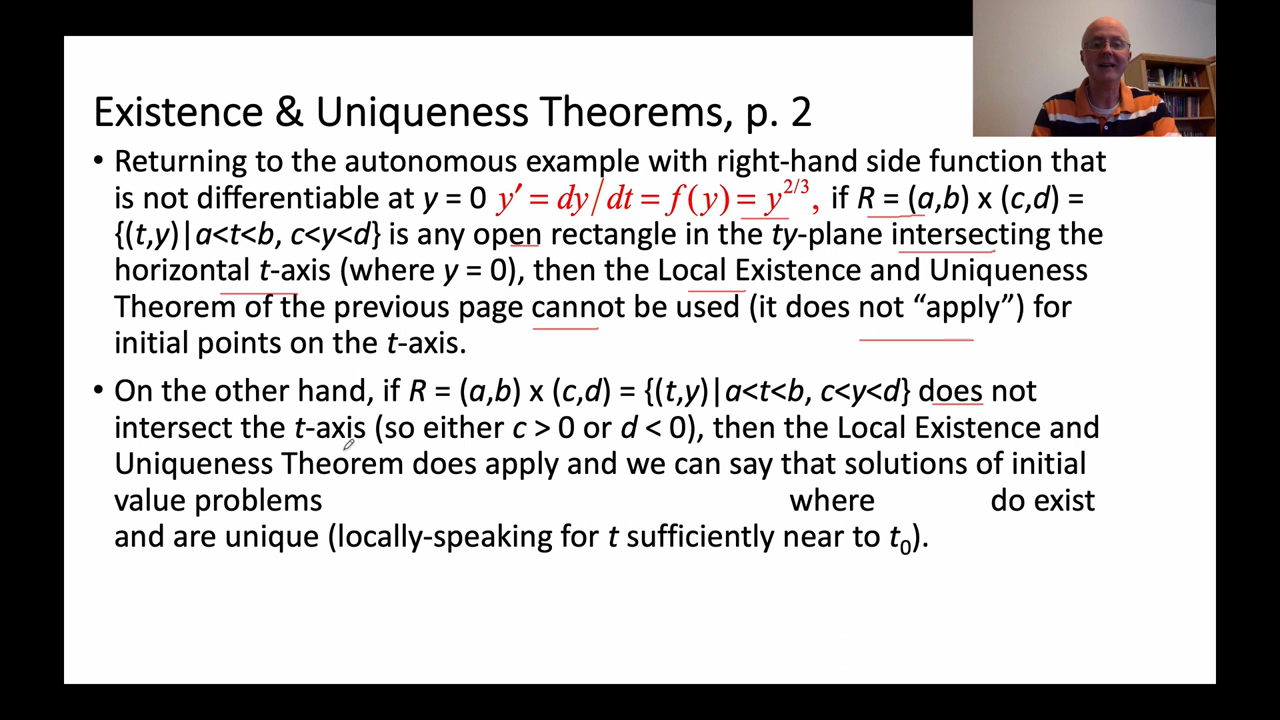 Existence & Uniqueness Theorems, p. 2
• Returning to the autonomous example with right-hand side function that
is not differentiable at y = 0 y′ = dy/dt = f(y) = y^{2/3}, if R = (a,b) x (c,d) =
{(t,y)|a<t<b, c<y<d} is any open rectangle in the ty-plane intersecting the
horizontal t-axis (where y = 0), then the Local Existence and Uniqueness
Theorem of the previous page cannot be used (it does not “apply”) for
initial points on the t-axis.
• On the other hand, if R = (a,b) x (c,d) = {(t,y)|a<t<b, c<y<d} does not
intersect the t-axis (so either c > 0 or d < 0), then the Local Existence and
Uniqueness Theorem does apply and we can say that solutions of initial
value problems where do exist
and are unique (locally-speaking for t sufficiently near to t₀).